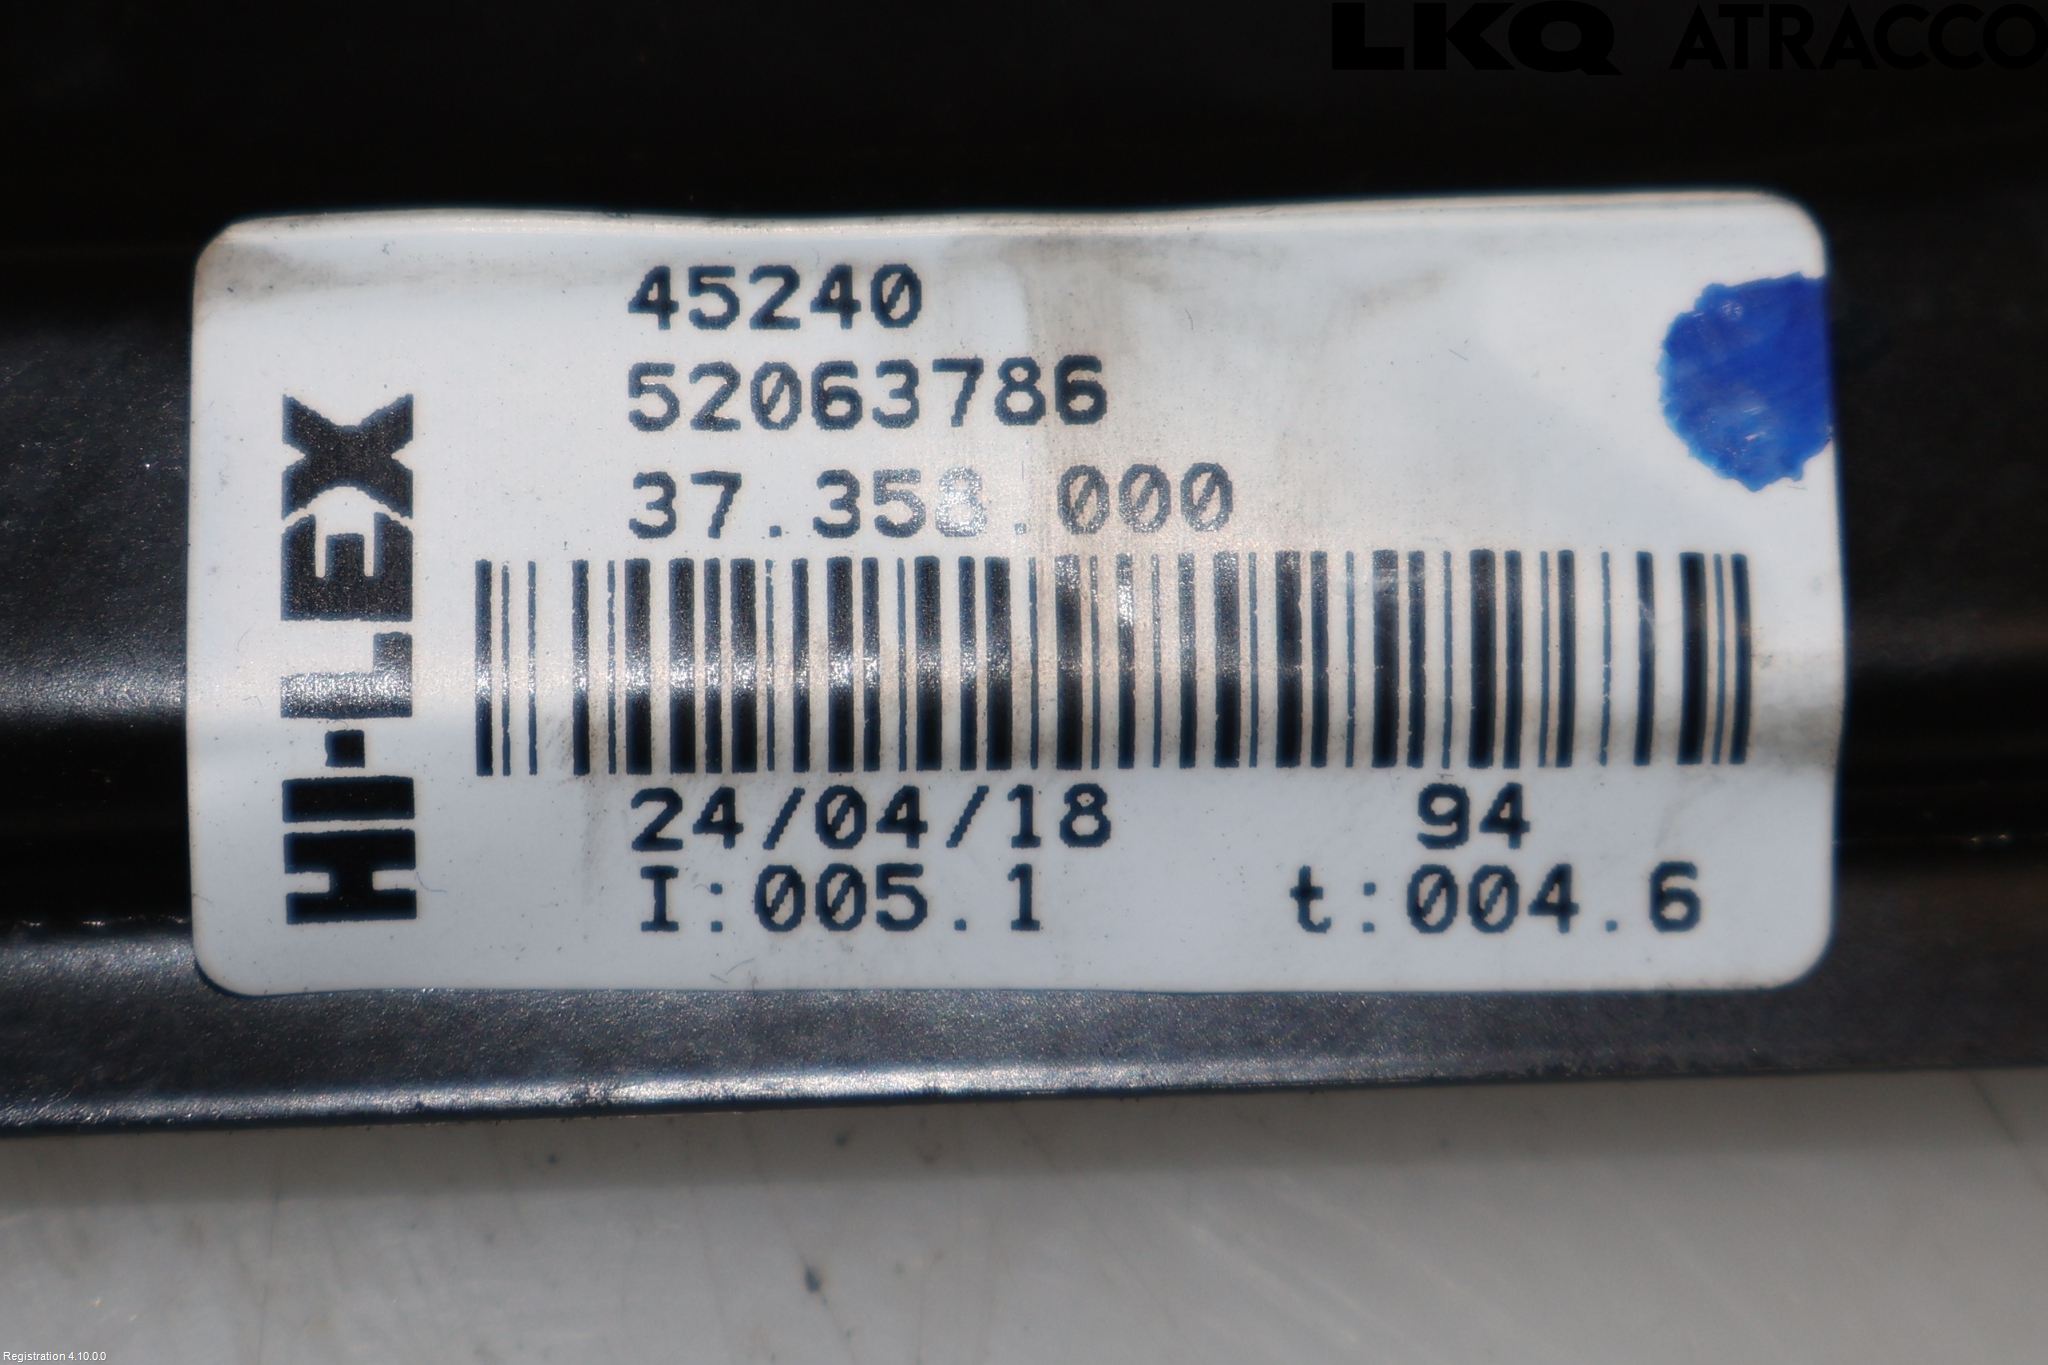 LKQ ATRACCO
HI-LEX
45240
52063786
37.358.000
24/04/18 94
I:005.1 t:004.6
Registration 4.10.0.0